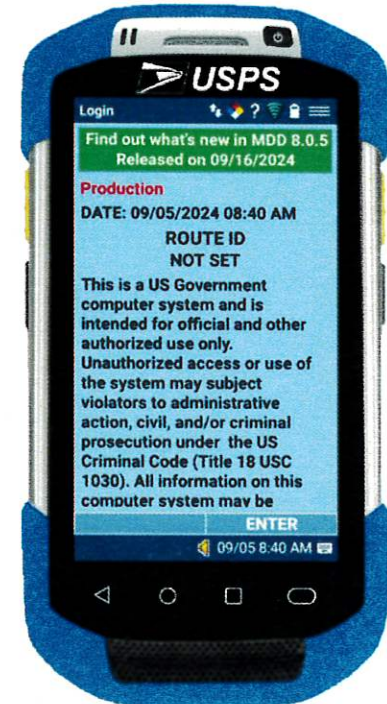 USPS
Login
?
Find out what's new in MDD 8.0.5
Released on 09/16/2024
Production
DATE: 09/05/2024 08:40 AM
ROUTE ID
NOT SET
This is a US Government
computer system and is
intended for official and other
authorized use only.
Unauthorized access or use of
the system may subject
violators to administrative
action, civil, and/or criminal
prosecution under the US
Criminal Code (Title 18 USC
1030). All information on this
computer system may be
ENTER
09/05 8:40 AM